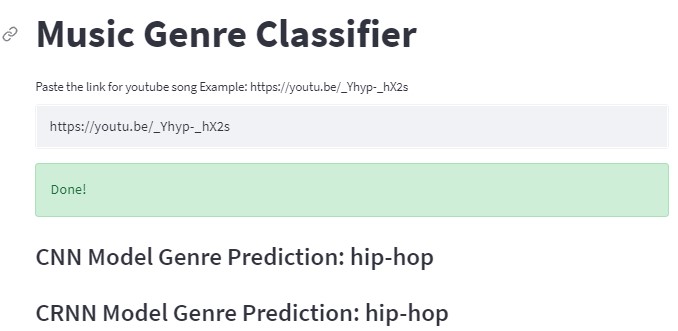 Music Genre Classifier
Paste the link for youtube song Example: https://youtu.be/_Yhyp-_hX2s
https://youtu.be/_Yhyp-_hX2s
Done!
CNN Model Genre Prediction: hip-hop
CRNN Model Genre Prediction: hip-hop